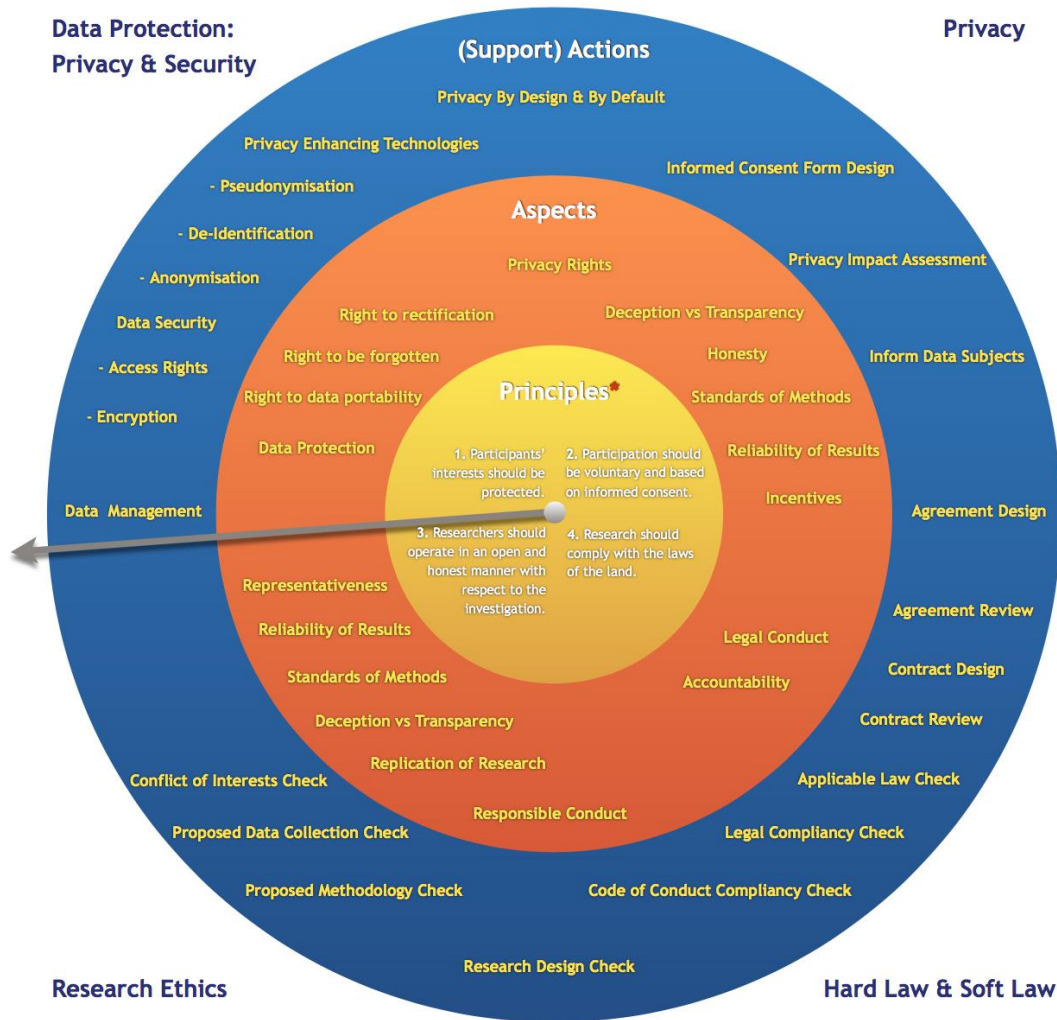 Data Protection:
Privacy & Security
Privacy
(Support) Actions
Privacy By Design & By Default
Privacy Enhancing Technologies
- Pseudonymisation
- De-Identification
- Anonymisation
Data Security
- Access Rights
- Encryption
Data  Management
Informed Consent Form Design
Privacy Impact Assessment
Inform Data Subjects
Agreement Design
Agreement Review
Contract Design
Contract Review
Applicable Law Check
Legal Compliancy Check
Code of Conduct Compliancy Check
Conflict of Interests Check
Proposed Data Collection Check
Proposed Methodology Check
Research Design Check
Aspects
Privacy Rights
Right to rectification
Right to be forgotten
Right to data portability
Data Protection
Deception vs Transparency
Honesty
Standards of Methods
Reliability of Results
Incentives
Representativeness
Reliability of Results
Standards of Methods
Deception vs Transparency
Replication of Research
Responsible Conduct
Legal Conduct
Accountability
Principles*
1. Participants'
interests should be
protected.
2. Participation should
be voluntary and based
on informed consent.
3. Researchers should
operate in an open and
honest manner with
respect to the
investigation.
4. Research should
comply with the laws
of the land.
Research Ethics
Hard Law & Soft Law